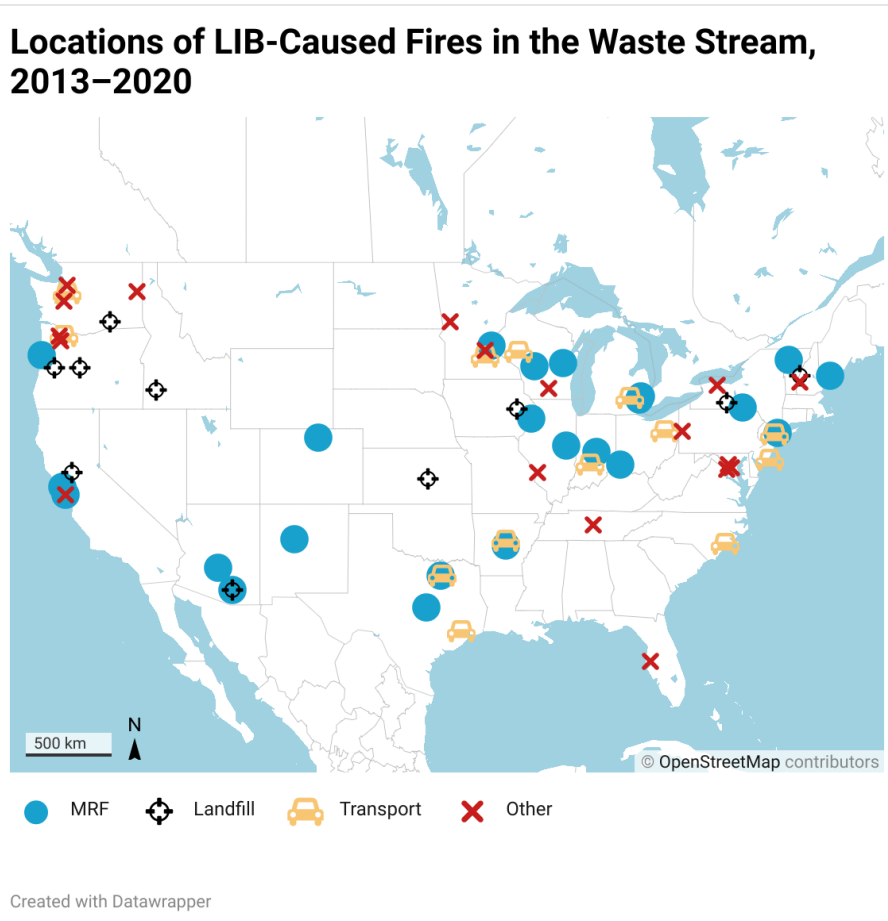 Locations of LIB-Caused Fires in the Waste Stream,
2013–2020
N
500 km
© OpenStreetMap contributors
MRF Landfill Transport Other
Created with Datawrapper